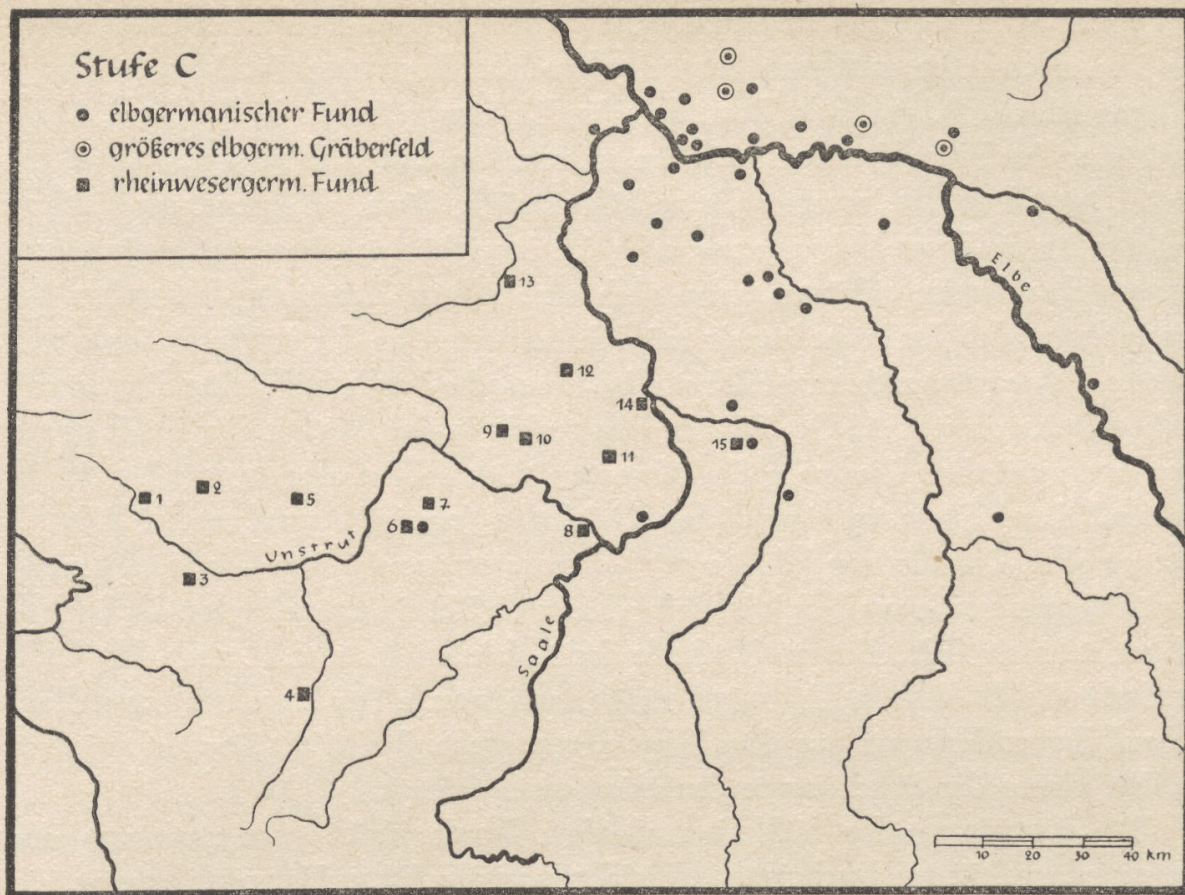 Stufe C
elbgermanischer Fund
größeres elbgerm. Gräberfeld
rheinwesergerm. Fund
13
Elbe
12
14
9
10
15
11
1
2
5
7
6
8
Unstrut
3
Saale
4
10 20 30 40 km